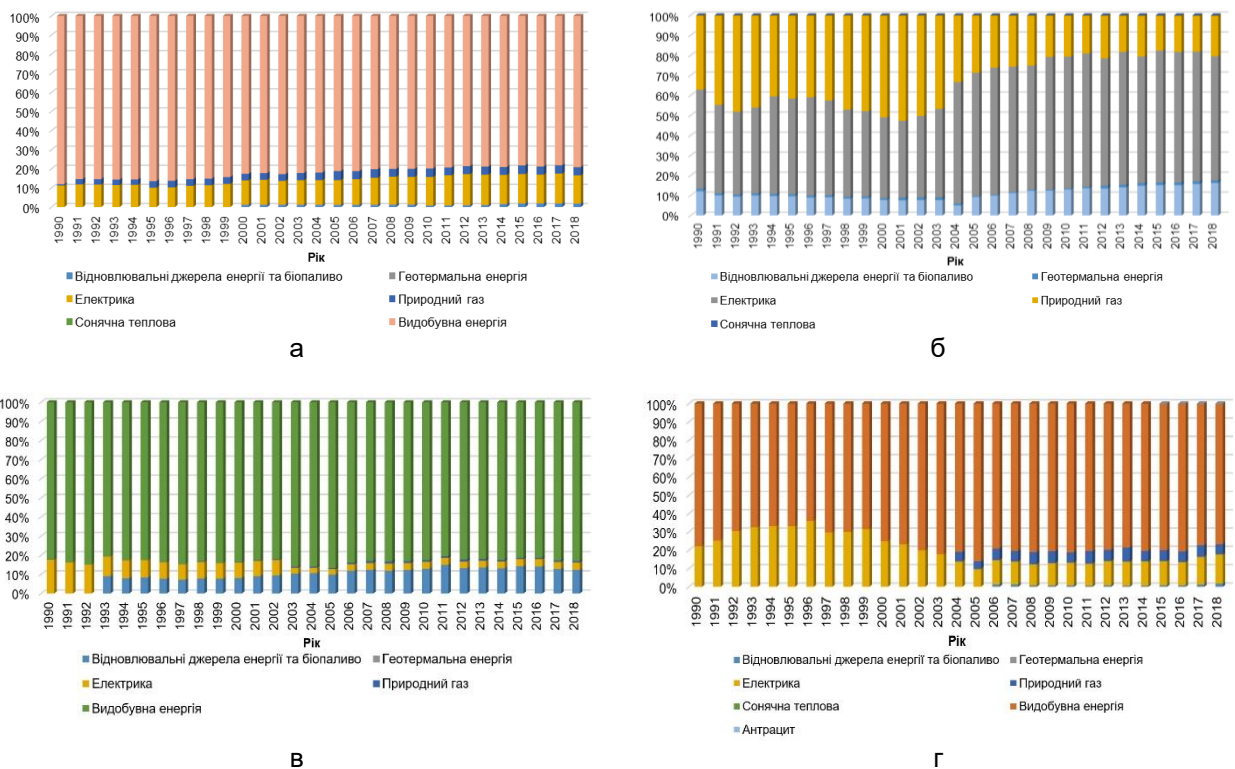 100%
90%
80%
70%
60%
50%
40%
30%
20%
10%
0%
1990 1991 1992 1993 1994 1995 1996 1997 1998 1999 2000 2001 2002 2003 2004 2005 2006 2007 2008 2009 2010 2011 2012 2013 2014 2015 2016 2017 2018
Рік
Відновлювальні джерела енергії та біопаливо Геотермальна енергія
Електрика Природний газ
Сонячна теплова Видобувна енергія
а
100%
90%
80%
70%
60%
50%
40%
30%
20%
10%
0%
1990 1991 1992 1993 1994 1995 1996 1997 1998 1999 2000 2001 2002 2003 2004 2005 2006 2007 2008 2009 2010 2011 2012 2013 2014 2015 2016 2017 2018
Рік
Відновлювальні джерела енергії та біопаливо Геотермальна енергія
Електрика Природний газ
Сонячна теплова
б
100%
90%
80%
70%
60%
50%
40%
30%
20%
10%
0%
1990 1991 1992 1993 1994 1995 1996 1997 1998 1999 2000 2001 2002 2003 2004 2005 2006 2007 2008 2009 2010 2011 2012 2013 2014 2015 2016 2017 2018
Рік
Відновлювальні джерела енергії та біопаливо Геотермальна енергія
Електрика Природний газ
Видобувна енергія
в
100%
90%
80%
70%
60%
50%
40%
30%
20%
10%
0%
1990 1991 1992 1993 1994 1995 1996 1997 1998 1999 2000 2001 2002 2003 2004 2005 2006 2007 2008 2009 2010 2011 2012 2013 2014 2015 2016 2017 2018
Рік
Відновлювальні джерела енергії та біопаливо Геотермальна енергія
Електрика Природний газ
Сонячна теплова Видобувна енергія
Антрацит
г